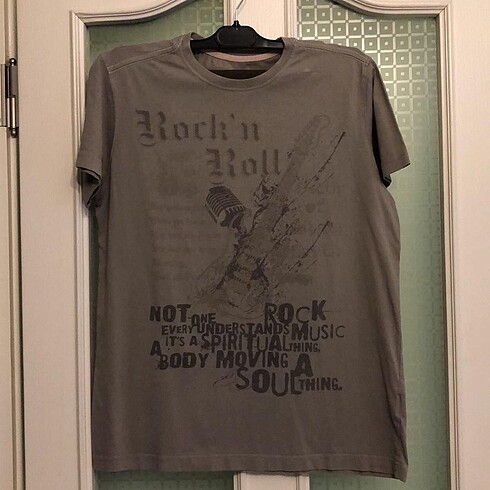 Rock'n
Roll
NOT ONE ROCK
EVERY UNDERSTANDS MUSIC
IT'S A SPIRITUAL THING,
A BODY MOVING A
SOUL THING.